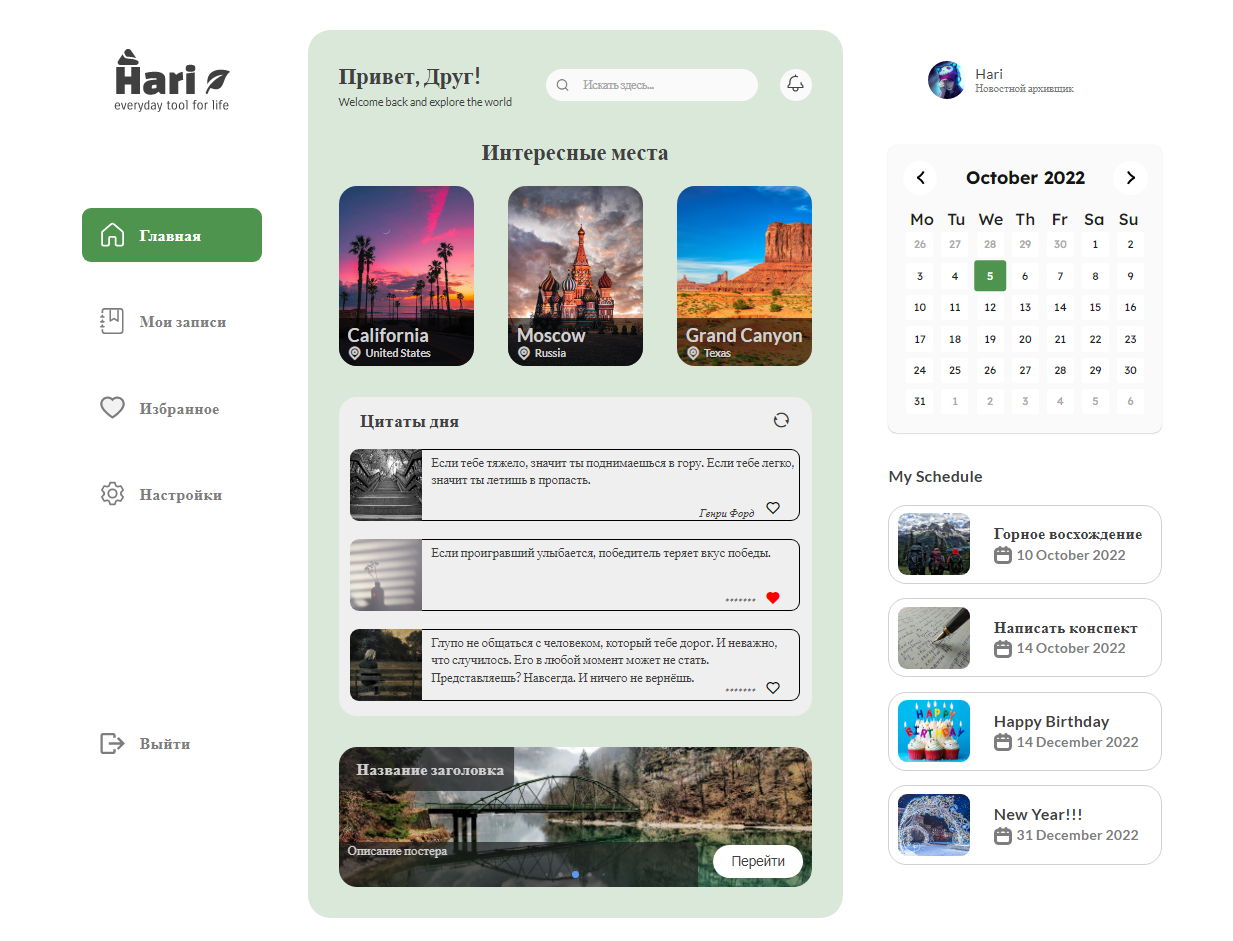 Hari
everyday tool for life
Главная
Мои записи
Избранное
Настройки
Выйти
Привет, Друг!
Welcome back and explore the world
Искать здесь...
Интересные места
California
United States
Moscow
Russia
Grand Canyon
Texas
Цитаты дня
Если тебе тяжело, значит ты поднимаешься в гору. Если тебе легко,
значит ты летишь в пропасть.
Генри Форд
Если проигравший улыбается, победитель теряет вкус победы.
*******
Глупо не общаться с человеком, который тебе дорог. И неважно,
что случилось. Его в любой момент может не стать.
Представляешь? Навсегда. И ничего не вернёшь.
*******
Название заголовка
Описание постера
Перейти
Hari
Новостной архивщик
October 2022
Mo Tu We Th Fr Sa Su
26 27 28 29 30 1 2
3 4 5 6 7 8 9
10 11 12 13 14 15 16
17 18 19 20 21 22 23
24 25 26 27 28 29 30
31 1 2 3 4 5 6
My Schedule
Горное восхождение
10 October 2022
Написать конспект
14 October 2022
HAPPY
BIRTHDAY
Happy Birthday
14 December 2022
New Year!!!
31 December 2022